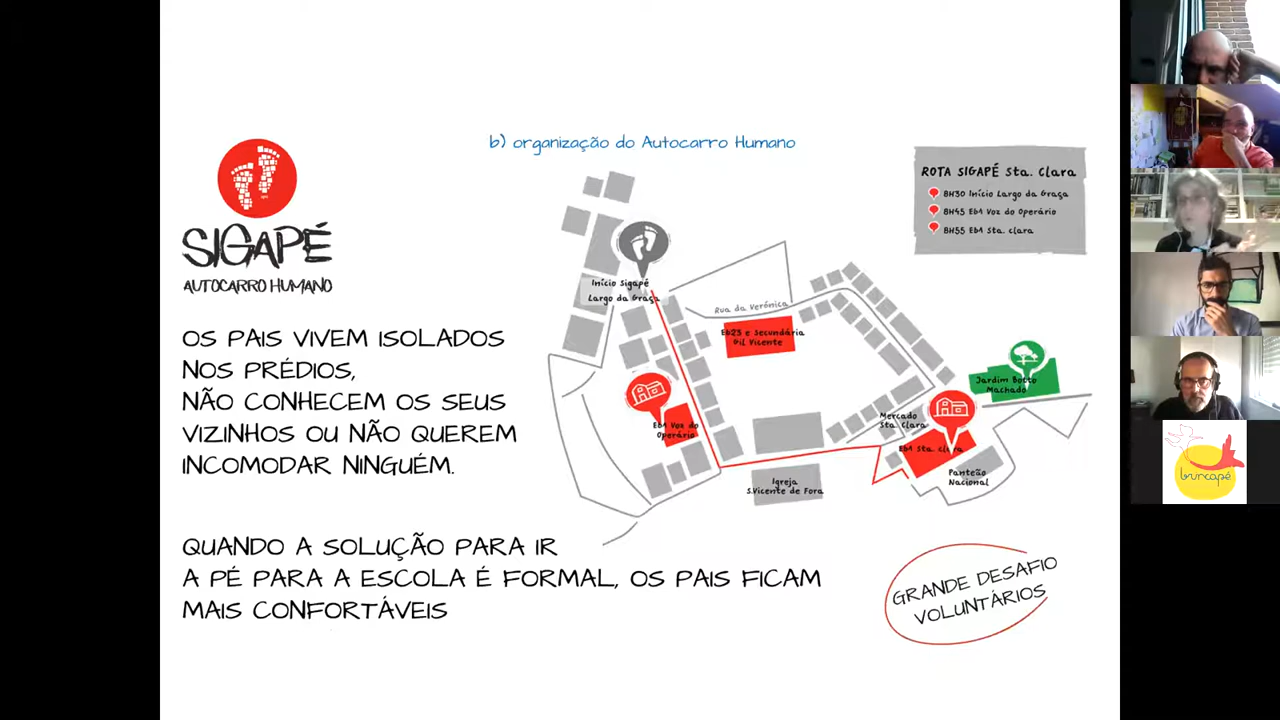 b) organização do Autocarro Humano
SIGAPÉ
AUTOCARRO HUMANO
OS PAIS VIVEM ISOLADOS
NOS PRÉDIOS,
NÃO CONHECEM OS SEUS
VIZINHOS OU NÃO QUEREM
INCOMODAR NINGUÉM.
QUANDO A SOLUÇÃO PARA IR
A PÉ PARA A ESCOLA É FORMAL, OS PAIS FICAM
MAIS CONFORTÁVEIS
Início Sigapé
Largo da Graça
Rua da Verónica
Eb23 e Secundária
Gil Vicente
Eb1 Voz do
Operário
Igreja
S.Vicente de Fora
Mercado
Sta. Clara
Eb1 Sta. clara
Panteão
Nacional
Jardim Botto
Machado
ROTA SIGAPÉ Sta. Clara
8H30 Início Largo da Graça
8H45 Eb1 Voz do Operário
8H55 Eb1 Sta. clara
GRANDE DESAFIO
VOLUNTÁRIOS
burcapé